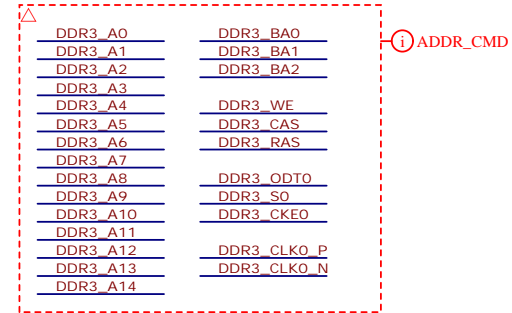 DDR3_A0 DDR3_BA0
ADDR_CMD
DDR3_A1 DDR3_BA1
DDR3_A2 DDR3_BA2
DDR3_A3
DDR3_A4 DDR3_WE
DDR3_A5 DDR3_CAS
DDR3_A6 DDR3_RAS
DDR3_A7
DDR3_A8 DDR3_ODT0
DDR3_A9 DDR3_S0
DDR3_A10 DDR3_CKE0
DDR3_A11
DDR3_A12 DDR3_CLK0_P
DDR3_A13 DDR3_CLK0_N
DDR3_A14